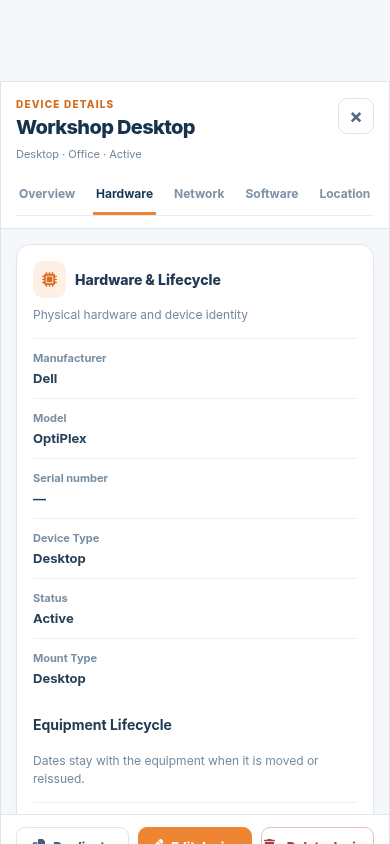 DEVICE DETAILS
Workshop Desktop
Desktop · Office · Active
Overview Hardware Network Software Location
Hardware & Lifecycle
Physical hardware and device identity
Manufacturer
Dell
Model
OptiPlex
Serial number
—
Device Type
Desktop
Status
Active
Mount Type
Desktop
Equipment Lifecycle
Dates stay with the equipment when it is moved or
reissued.